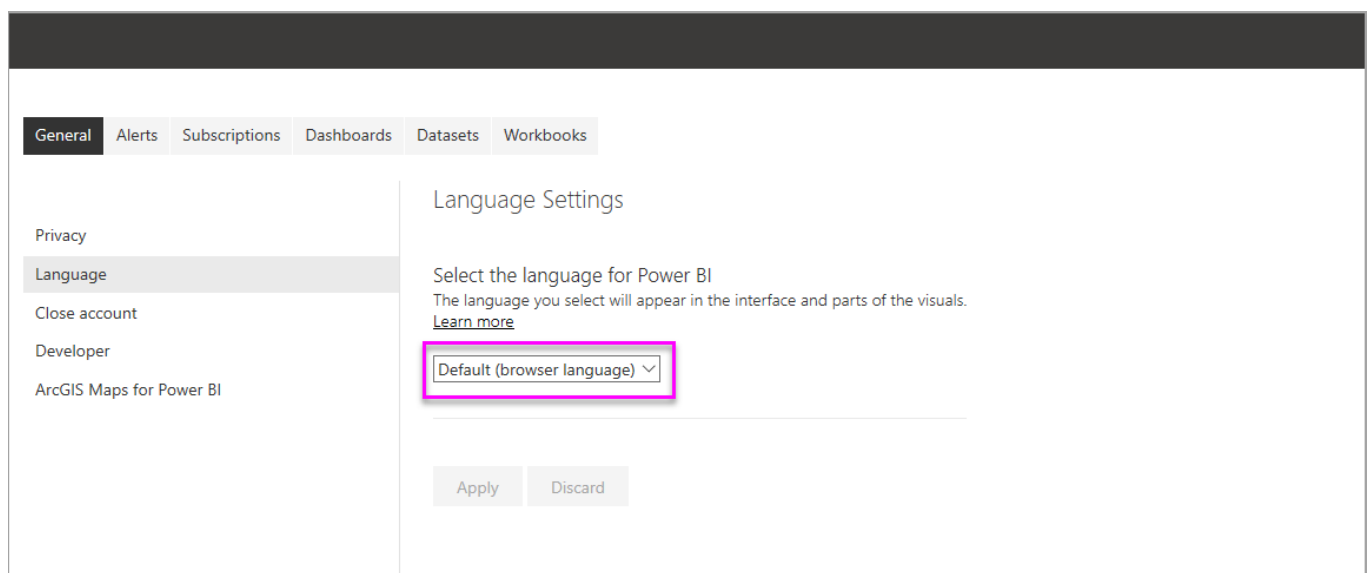 General Alerts Subscriptions Dashboards Datasets Workbooks
Privacy
Language
Close account
Developer
ArcGIS Maps for Power BI
Language Settings
Select the language for Power BI
The language you select will appear in the interface and parts of the visuals.
Learn more
Default (browser language)
Apply Discard